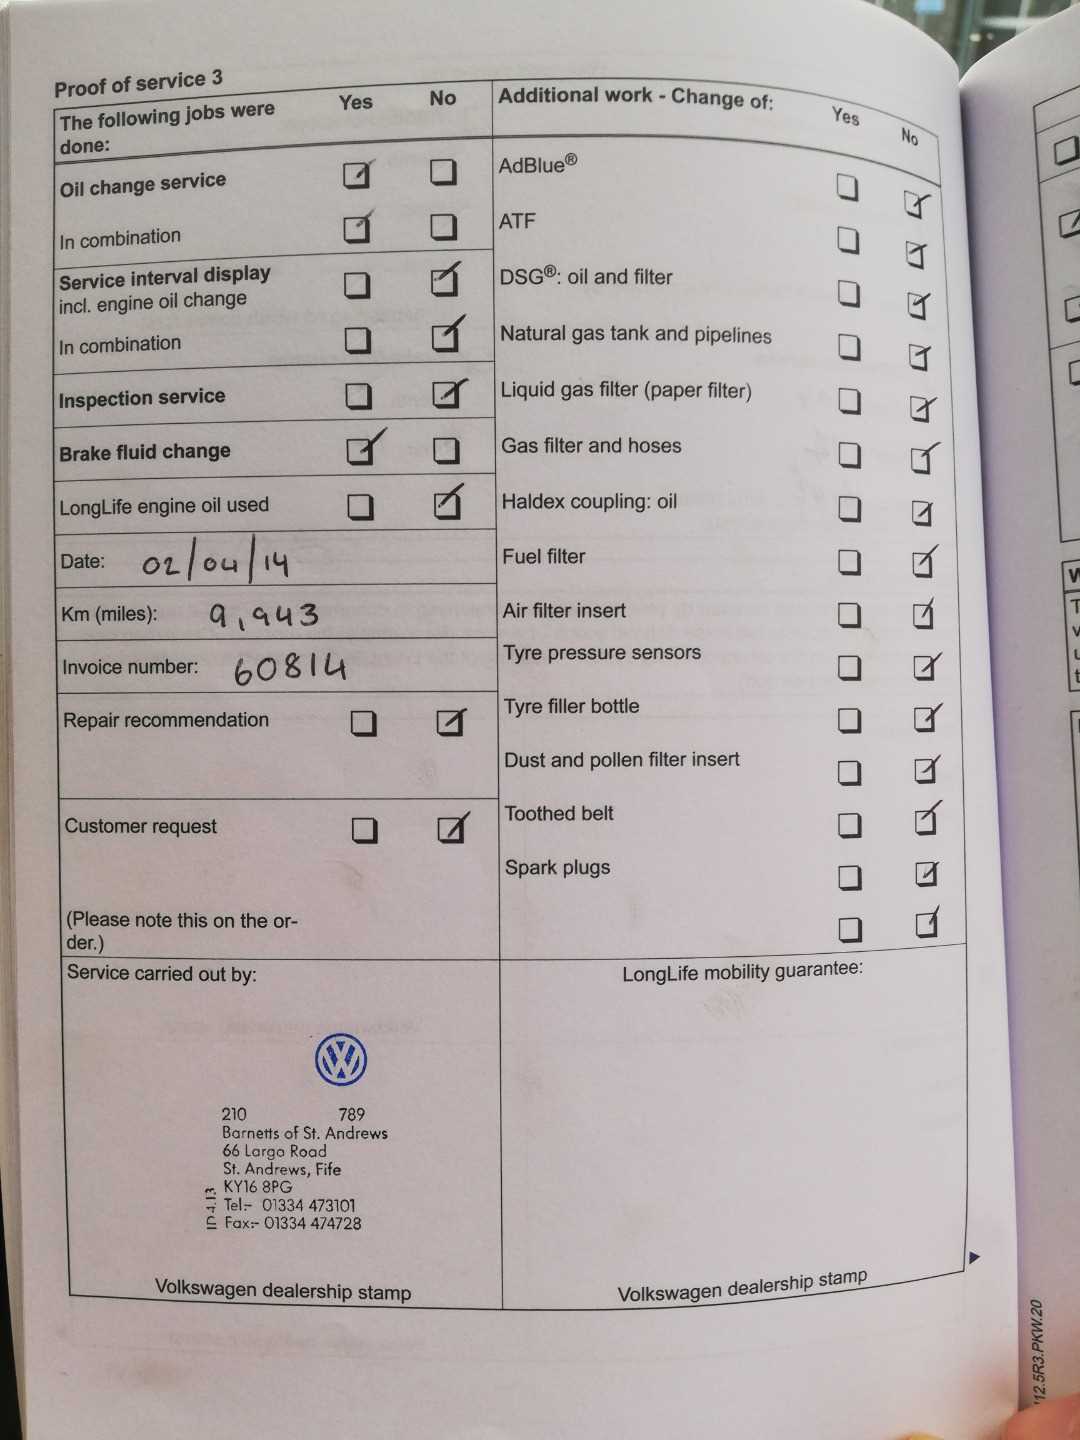 Proof of service 3
The following jobs were
done:
Yes No
Oil change service
In combination
Service interval display
incl. engine oil change
In combination
Inspection service
Brake fluid change
LongLife engine oil used
Date: 02/04/14
Km (miles): 9,943
Invoice number: 60814
Repair recommendation
Customer request
(Please note this on the or-
der.)
Additional work - Change of:
Yes No
AdBlue®
ATF
DSG®: oil and filter
Natural gas tank and pipelines
Liquid gas filter (paper filter)
Gas filter and hoses
Haldex coupling: oil
Fuel filter
Air filter insert
Tyre pressure sensors
Tyre filler bottle
Dust and pollen filter insert
Toothed belt
Spark plugs
Service carried out by:
VW
210 789
Barnetts of St. Andrews
66 Largo Road
St. Andrews, Fife
KY16 8PG
Tel:- 01334 473101
Fax:- 01334 474728
Volkswagen dealership stamp
LongLife mobility guarantee:
Volkswagen dealership stamp
12.5R3.PKW.20